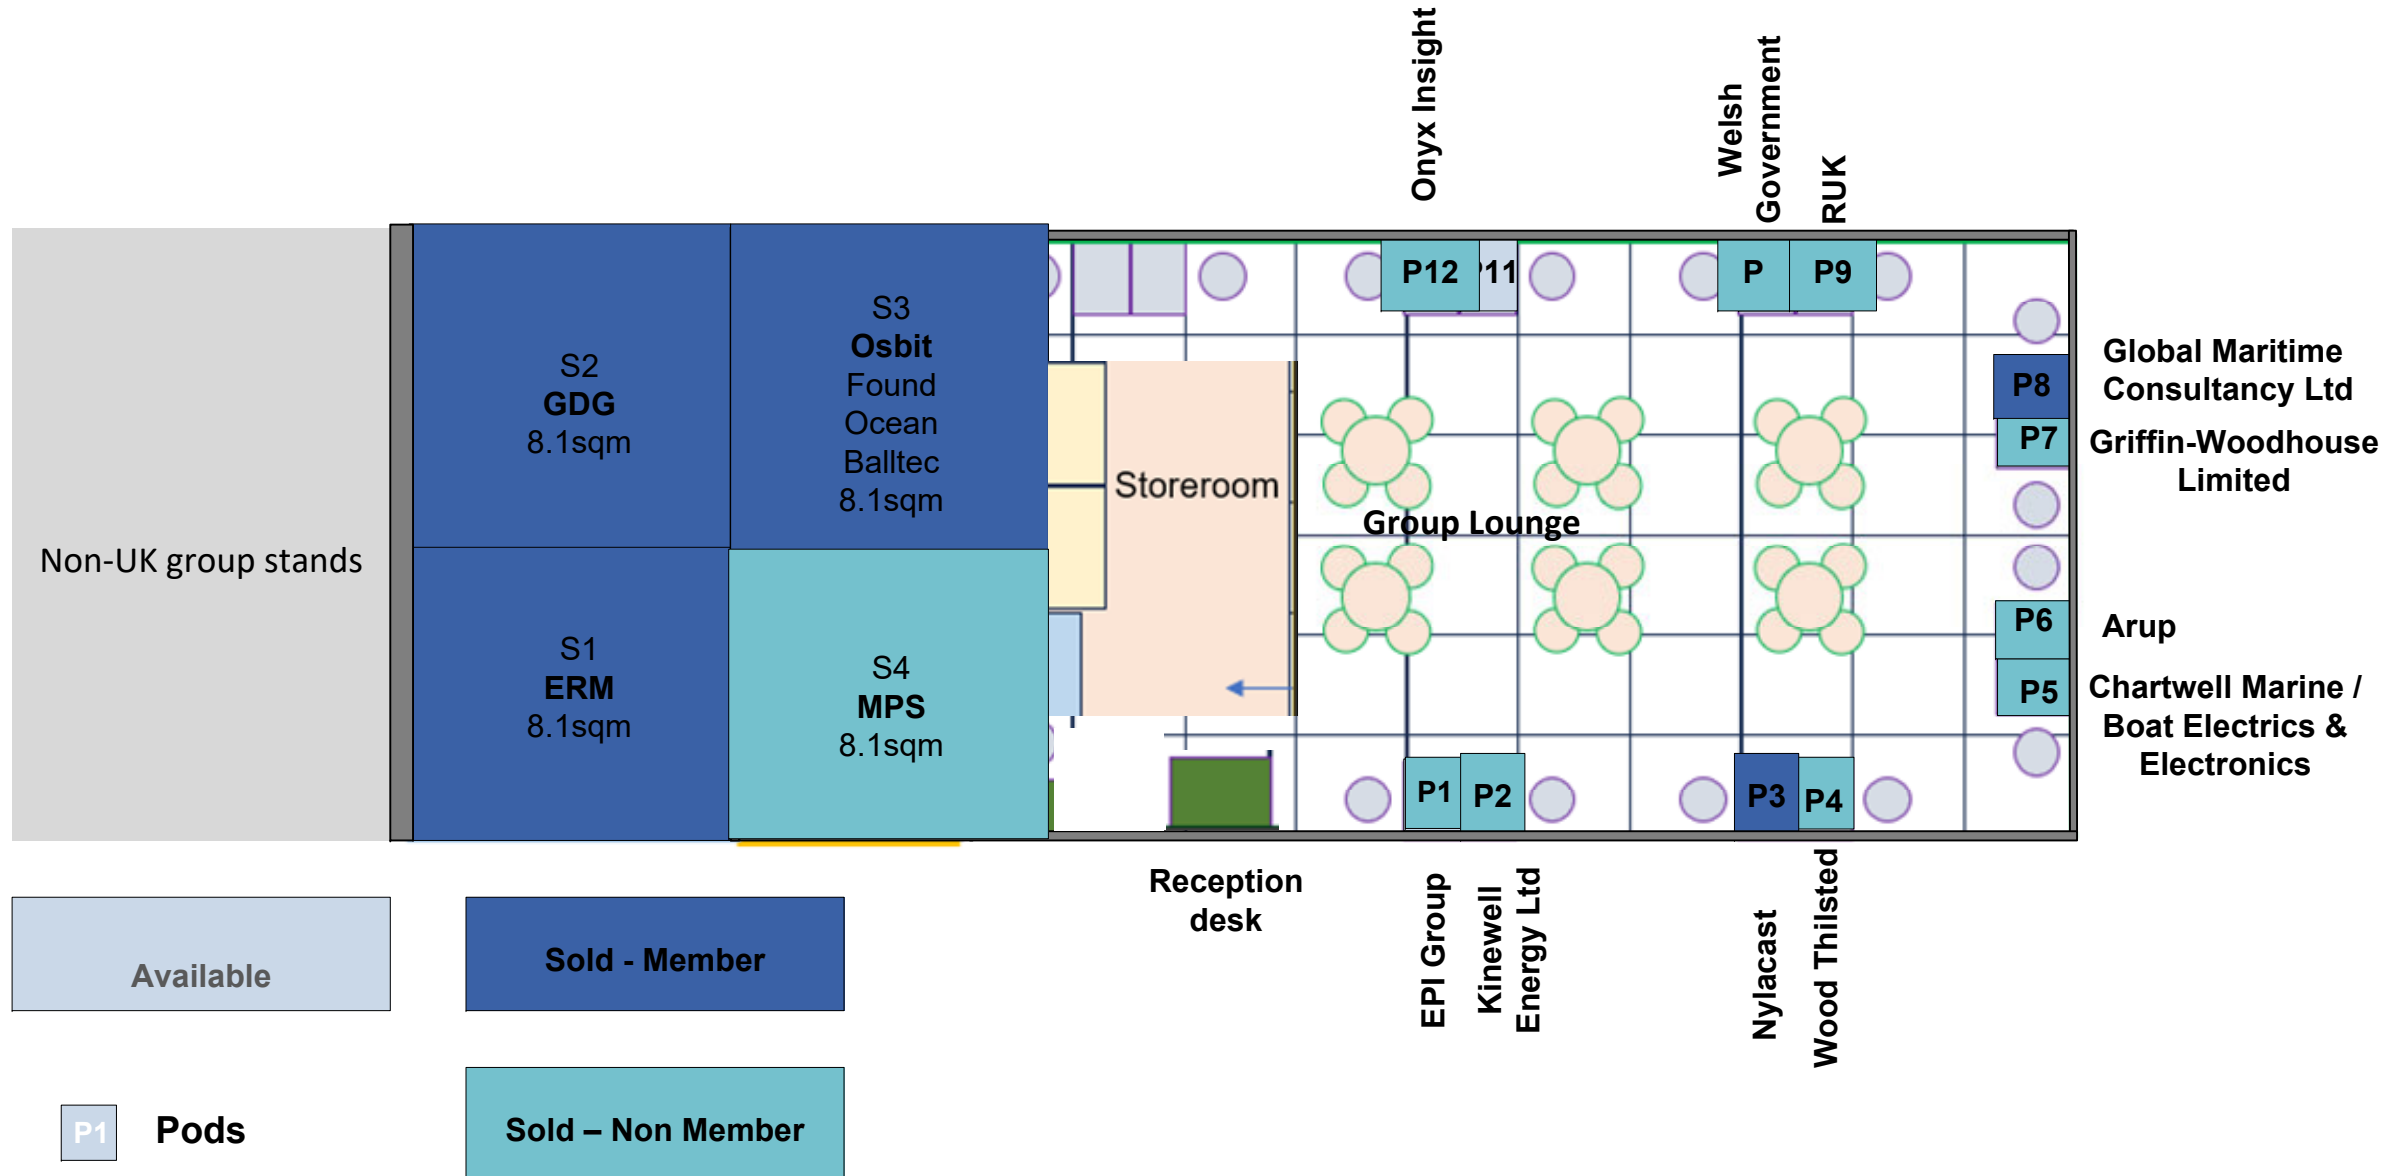 Onyx Insight
Welsh
Government
RUK
P12
11
P
P9
S2
GDG
8.1sqm
S3
Osbit
Found
Ocean
Balltec
8.1sqm
P8
Global Maritime
Consultancy Ltd
P7
Griffin-Woodhouse
Limited
Storeroom
Group Lounge
Non-UK group stands
S1
ERM
8.1sqm
S4
MPS
8.1sqm
P6
Arup
P5
Chartwell Marine /
Boat Electrics &
Electronics
P1
P2
P3
P4
Reception
desk
EPI Group
Kinewell
Energy Ltd
Nylacast
Wood Thilsted
Available
Sold - Member
P1
Pods
Sold – Non Member